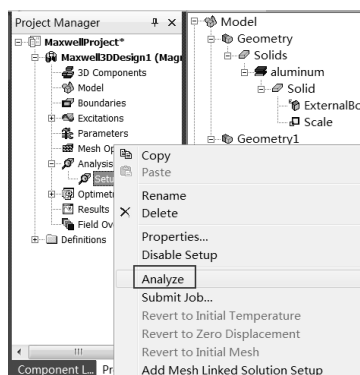 Project Manager
MaxwellProject*
Maxwell3DDesign1 (Mag
3D Components
Model
Boundaries
Excitations
Parameters
Mesh Op
Analysis
Setu
Optimet
Results
Field Ov
Definitions
Component L...
Model
Geometry
Solids
aluminum
Solid
ExternalBo
Scale
Geometry1
Copy
Paste
Rename
Delete
Properties...
Disable Setup
Analyze
Submit Job...
Revert to Initial Temperature
Revert to Zero Displacement
Revert to Initial Mesh
Add Mesh Linked Solution Setup